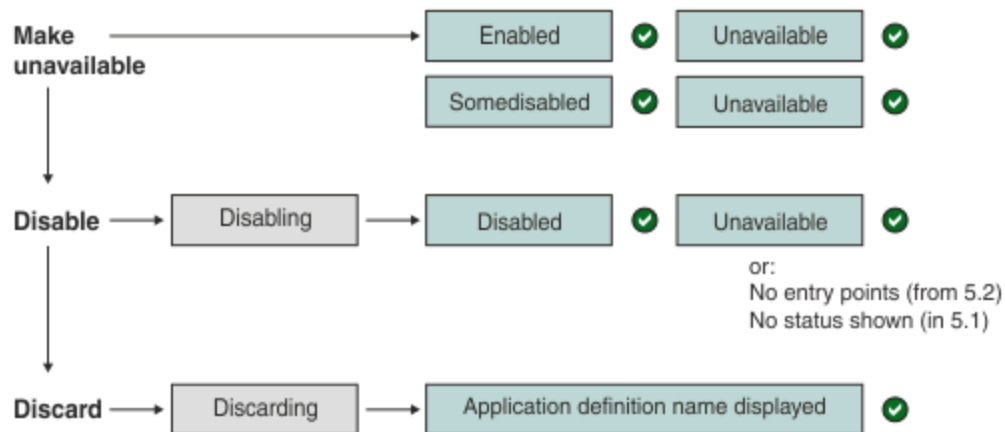 Make
unavailable
Enabled
Unavailable
Somedisabled
Unavailable
Disable
Disabling
Disabled
Unavailable
or:
No entry points (from 5.2)
No status shown (in 5.1)
Discard
Discarding
Application definition name displayed